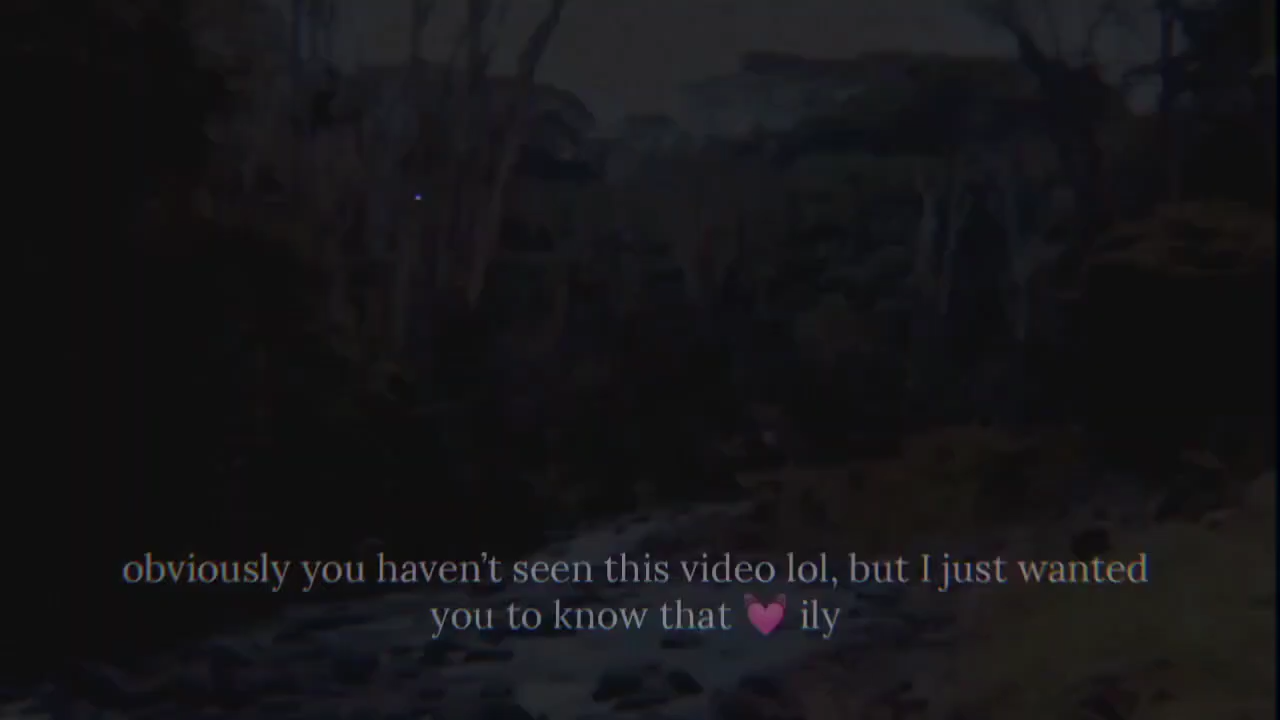 obviously you haven’t seen this video lol, but I just wanted
you to know that 💓 ily